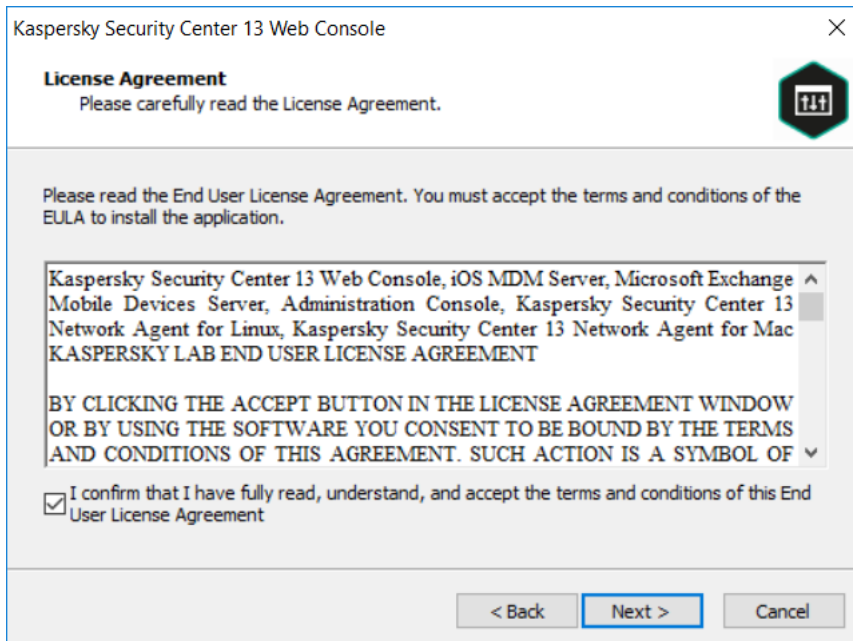 Kaspersky Security Center 13 Web Console
License Agreement
Please carefully read the License Agreement.
Please read the End User License Agreement. You must accept the terms and conditions of the
EULA to install the application.
Kaspersky Security Center 13 Web Console, iOS MDM Server, Microsoft Exchange
Mobile Devices Server, Administration Console, Kaspersky Security Center 13
Network Agent for Linux, Kaspersky Security Center 13 Network Agent for Mac
KASPERSKY LAB END USER LICENSE AGREEMENT
BY CLICKING THE ACCEPT BUTTON IN THE LICENSE AGREEMENT WINDOW
OR BY USING THE SOFTWARE YOU CONSENT TO BE BOUND BY THE TERMS
AND CONDITIONS OF THIS AGREEMENT. SUCH ACTION IS A SYMBOL OF
I confirm that I have fully read, understand, and accept the terms and conditions of this End
User License Agreement
< Back Next > Cancel